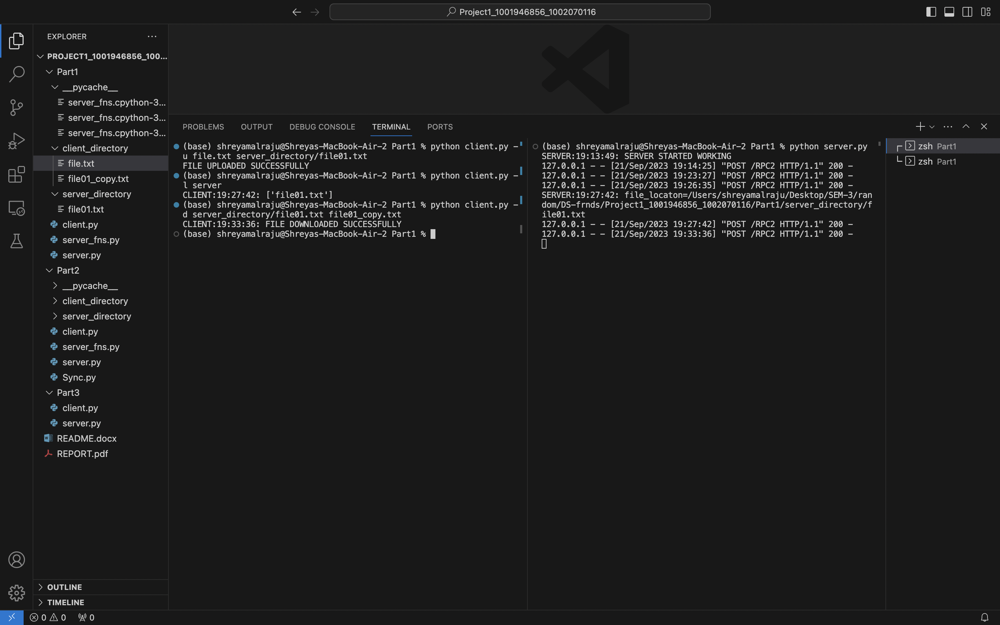 Project1_1001946856_1002070116
EXPLORER
PROJECT1_1001946856_100...
Part1
__pycache__
server_fns.cpython-3...
server_fns.cpython-3...
server_fns.cpython-3...
client_directory
file.txt
file01_copy.txt
server_directory
file01.txt
client.py
server_fns.py
server.py
Part2
__pycache__
client_directory
server_directory
client.py
server_fns.py
server.py
Sync.py
Part3
client.py
server.py
README.docx
REPORT.pdf
OUTLINE
TIMELINE
PROBLEMS OUTPUT DEBUG CONSOLE TERMINAL PORTS
(base) shreyamalraju@Shreyas-MacBook-Air-2 Part1 % python client.py -
u file.txt server_directory/file01.txt
FILE UPLOADED SUCCESSFULLY
(base) shreyamalraju@Shreyas-MacBook-Air-2 Part1 % python client.py -
l server
CLIENT:19:27:42: ['file01.txt']
(base) shreyamalraju@Shreyas-MacBook-Air-2 Part1 % python client.py -
d server_directory/file01.txt file01_copy.txt
CLIENT:19:33:36: FILE DOWNLOADED SUCCESSFULLY
(base) shreyamalraju@Shreyas-MacBook-Air-2 Part1 %
(base) shreyamalraju@Shreyas-MacBook-Air-2 Part1 % python server.py
SERVER:19:13:49: SERVER STARTED WORKING
127.0.0.1 - - [21/Sep/2023 19:14:25] "POST /RPC2 HTTP/1.1" 200 -
127.0.0.1 - - [21/Sep/2023 19:23:27] "POST /RPC2 HTTP/1.1" 200 -
127.0.0.1 - - [21/Sep/2023 19:26:35] "POST /RPC2 HTTP/1.1" 200 -
SERVER:19:27:42: file_locaton=/Users/shreyamalraju/Desktop/SEM-3/ran
dom/DS-frnds/Project1_1001946856_1002070116/Part1/server_directory/f
ile01.txt
127.0.0.1 - - [21/Sep/2023 19:27:42] "POST /RPC2 HTTP/1.1" 200 -
127.0.0.1 - - [21/Sep/2023 19:33:36] "POST /RPC2 HTTP/1.1" 200 -
zsh Part1
zsh Part1
0 0 0